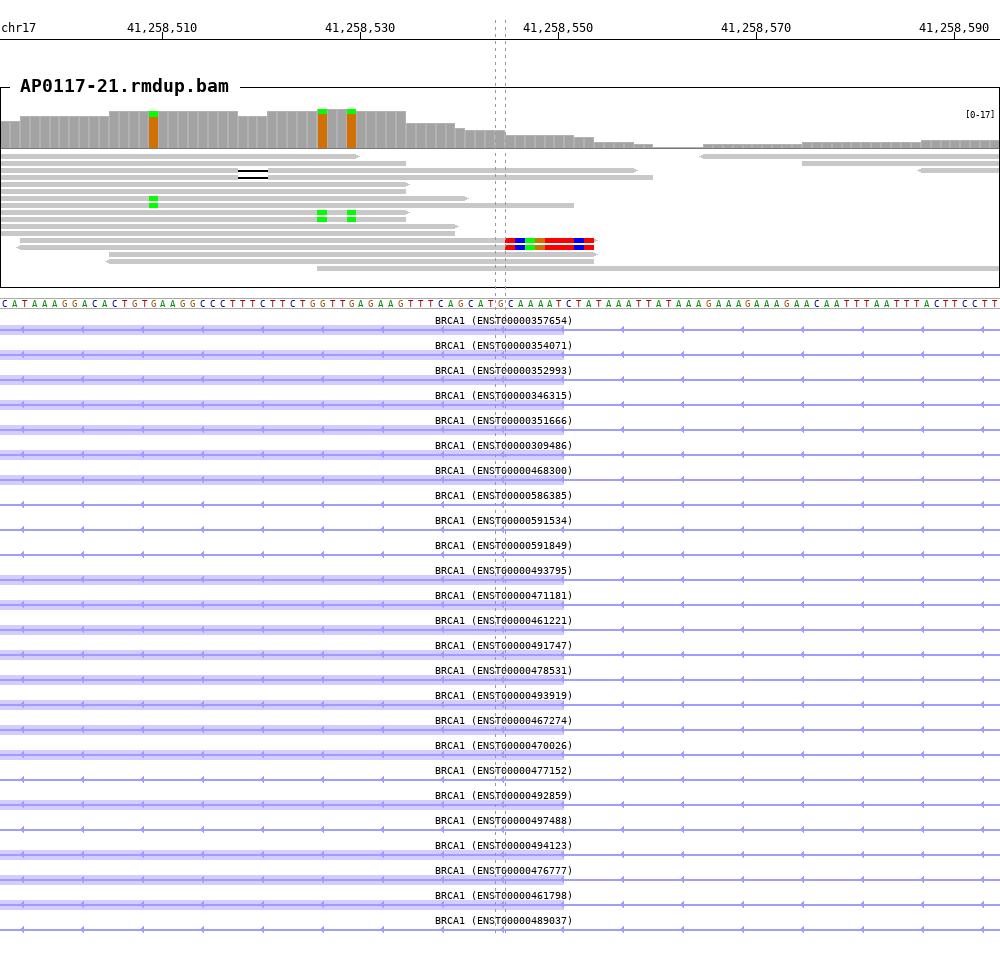 chr17 41,258,510 41,258,530 41,258,550 41,258,570 41,258,590
AP0117-21.rmdup.bam
[0-17]
C A T A A A G G A C A C T G T G A A G G C C C T T T C T T C T G G T T G A G A A G T T T C A G C A T G C A A A A T C T A T A A A T T A T A A A G A A A G A A A G A A C A A T T T A A T T T A C T T C C T T
BRCA1 (ENST00000357654)
BRCA1 (ENST00000354071)
BRCA1 (ENST00000352993)
BRCA1 (ENST00000346315)
BRCA1 (ENST00000351666)
BRCA1 (ENST00000309486)
BRCA1 (ENST00000468300)
BRCA1 (ENST00000586385)
BRCA1 (ENST00000591534)
BRCA1 (ENST00000591849)
BRCA1 (ENST00000493795)
BRCA1 (ENST00000471181)
BRCA1 (ENST00000461221)
BRCA1 (ENST00000491747)
BRCA1 (ENST00000478531)
BRCA1 (ENST00000493919)
BRCA1 (ENST00000467274)
BRCA1 (ENST00000470026)
BRCA1 (ENST00000477152)
BRCA1 (ENST00000492859)
BRCA1 (ENST00000497488)
BRCA1 (ENST00000494123)
BRCA1 (ENST00000476777)
BRCA1 (ENST00000461798)
BRCA1 (ENST00000489037)